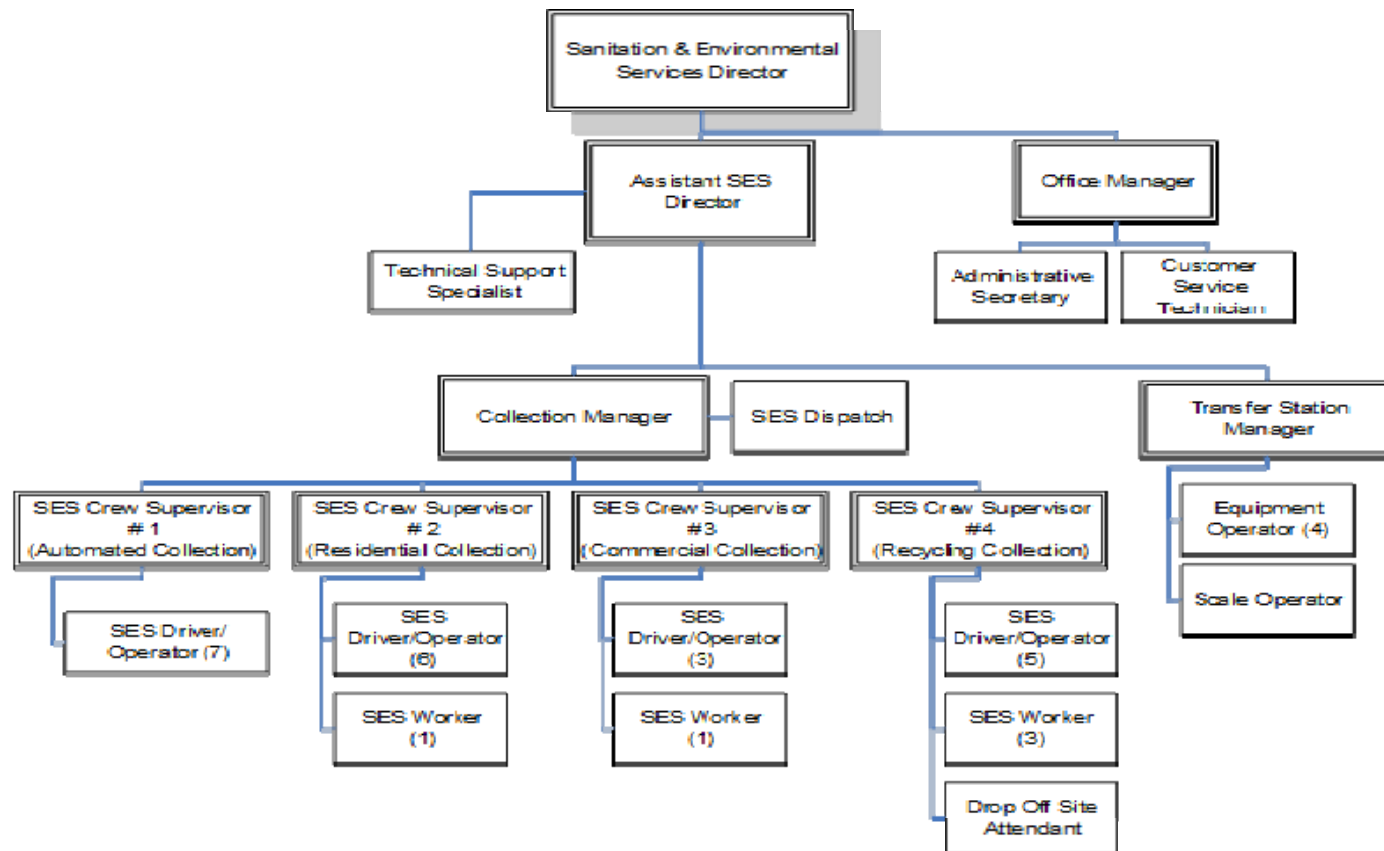 Sanitation & Environmental
Services Director
Assistant SES
Director
Office Manager
Technical Support
Specialist
Administrative
Secretary
Customer
Service
Technician
Collection Manager
SES Dispatch
Transfer Station
Manager
SES Crew Supervisor
# 1
(Automated Collection)
SES Crew Supervisor
# 2
(Residential Collection)
SES Crew Supervisor
#3
(Commercial Collection)
SES Crew Supervisor
#4
(Recycling Collection)
Equipment
Operator (4)
Scale Operator
SES Driver/
Operator (7)
SES
Driver/Operator
(6)
SES
Driver/Operator
(3)
SES
Driver/Operator
(5)
SES Worker
(1)
SES Worker
(1)
SES Worker
(3)
Drop Off Site
Attendant